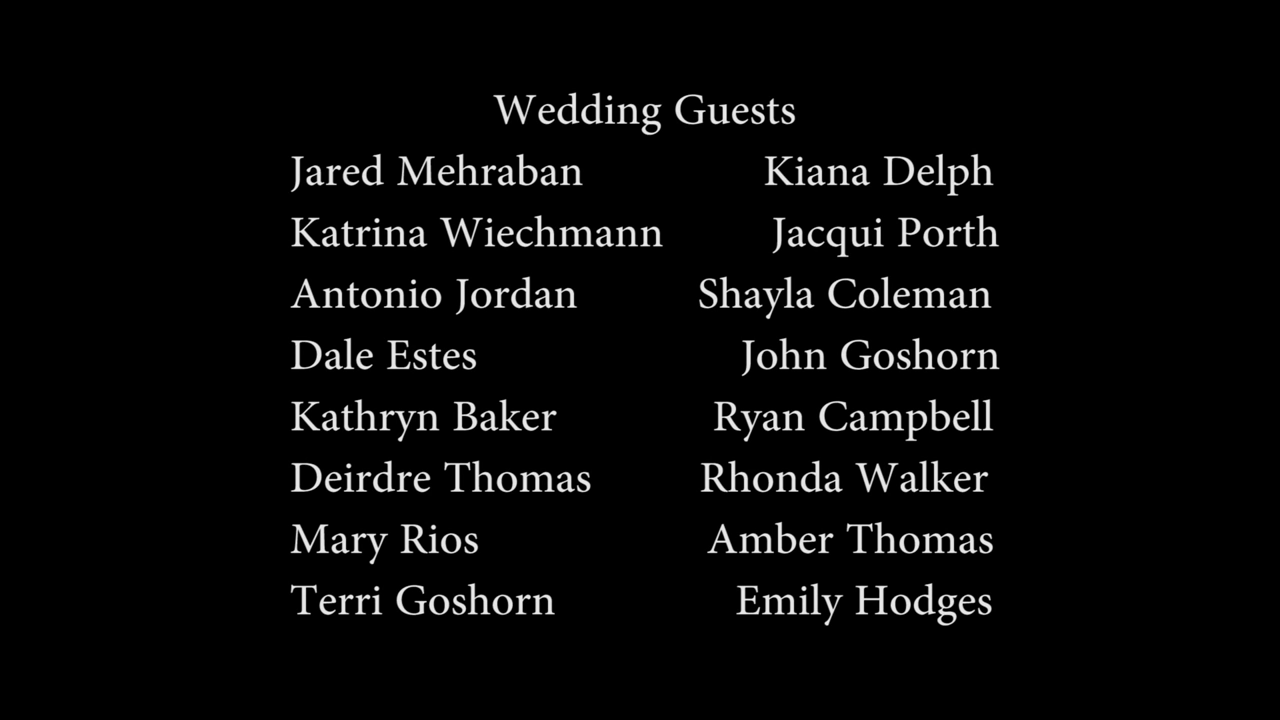 Wedding Guests
Jared Mehraban Kiana Delph
Katrina Wiechmann Jacqui Porth
Antonio Jordan Shayla Coleman
Dale Estes John Goshorn
Kathryn Baker Ryan Campbell
Deirdre Thomas Rhonda Walker
Mary Rios Amber Thomas
Terri Goshorn Emily Hodges